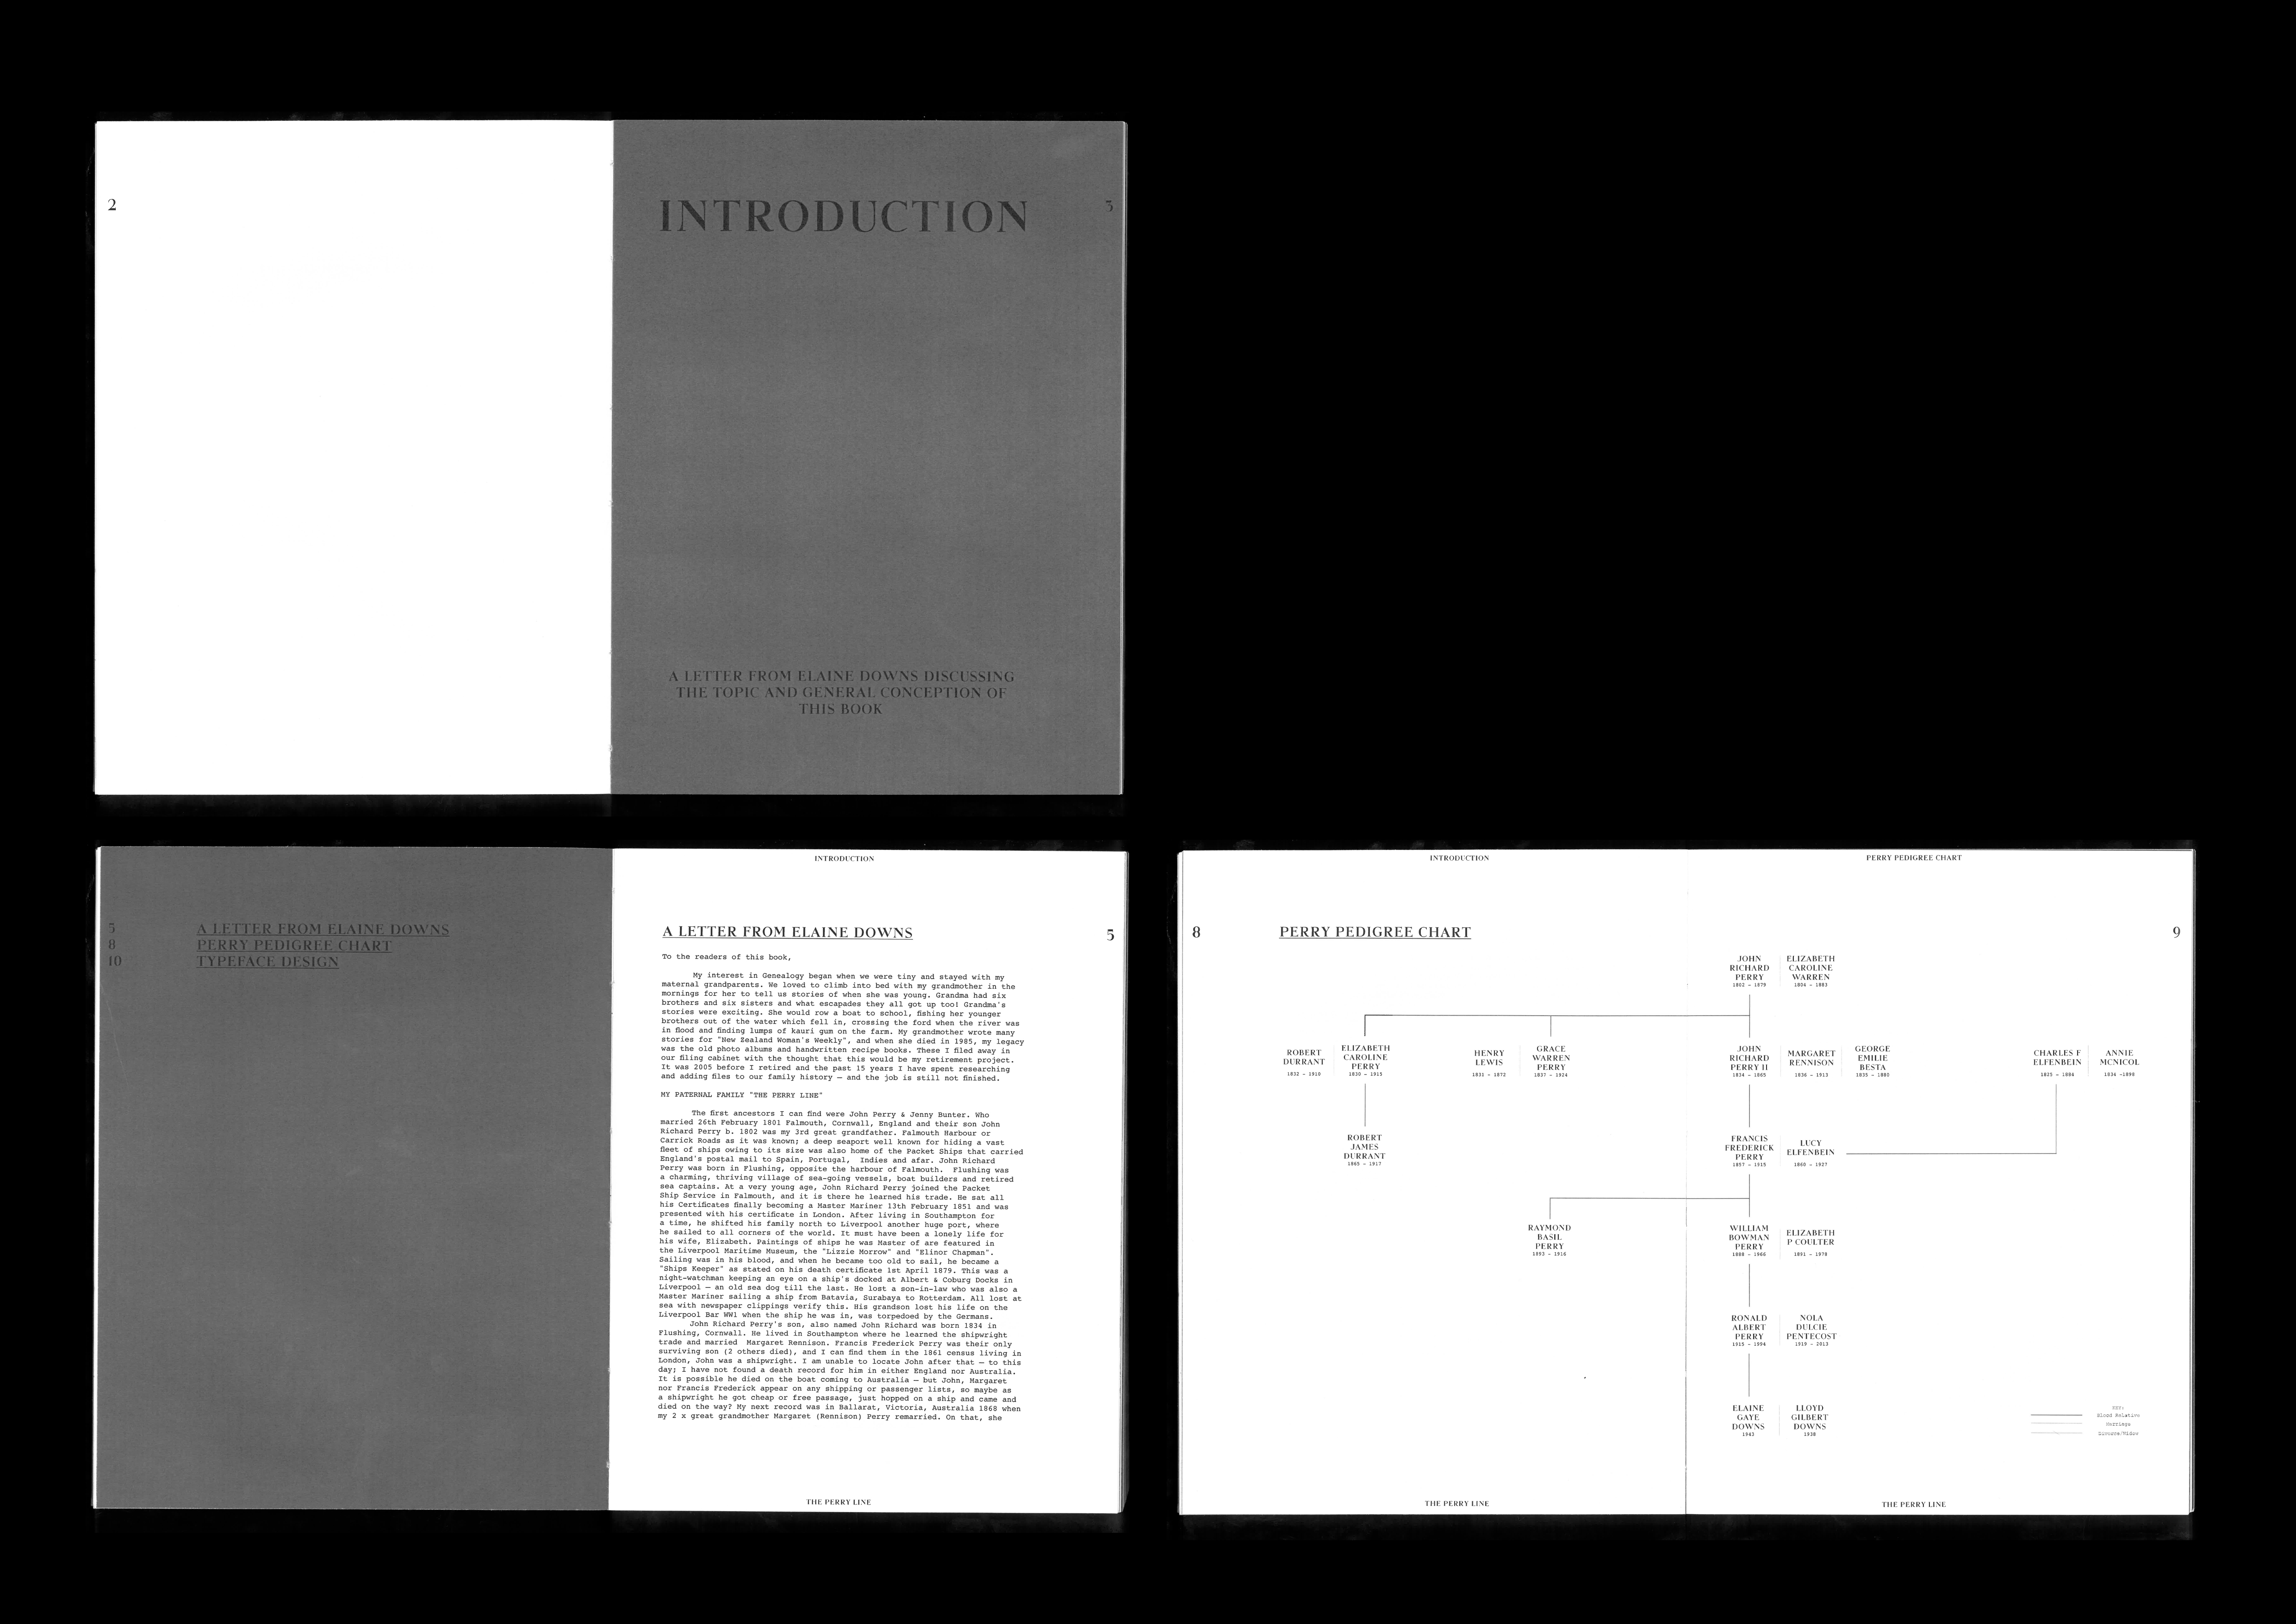 2
INTRODUCTION
3
A LETTER FROM ELAINE DOWNS DISCUSSING
THE TOPIC AND GENERAL CONCEPTION OF
THIS BOOK
5 A LETTER FROM ELAINE DOWNS
8 PERRY PEDIGREE CHART
10 TYPEFACE DESIGN
INTRODUCTION
A LETTER FROM ELAINE DOWNS
5
To the readers of this book,
My interest in Genealogy began when we were tiny and stayed with my
maternal grandparents. We loved to climb into bed with my grandmother in the
mornings for her to tell us stories of when she was young. Grandma had six
brothers and six sisters and what escapades they all got up too! Grandma's
stories were exciting. She would row a boat to school, fishing her younger
brothers out of the water which fell in, crossing the ford when the river was
in flood and finding lumps of kauri gum on the farm. My grandmother wrote many
stories for "New Zealand Woman's Weekly", and when she died in 1985, my legacy
was the old photo albums and handwritten recipe books. These I filed away in
our filing cabinet with the thought that this would be my retirement project.
It was 2005 before I retired and the past 15 years I have spent researching
and adding files to our family history — and the job is still not finished.
MY PATERNAL FAMILY "THE PERRY LINE"
The first ancestors I can find were John Perry & Jenny Bunter. Who
married 26th February 1801 Falmouth, Cornwall, England and their son John
Richard Perry b. 1802 was my 3rd great grandfather. Falmouth Harbour or
Carrick Roads as it was known; a deep seaport well known for hiding a vast
fleet of ships owing to its size was also home of the Packet Ships that carried
England's postal mail to Spain, Portugal,  Indies and afar. John Richard
Perry was born in Flushing, opposite the harbour of Falmouth.  Flushing was
a charming, thriving village of sea-going vessels, boat builders and retired
sea captains. At a very young age, John Richard Perry joined the Packet
Ship Service in Falmouth, and it is there he learned his trade. He sat all
his Certificates finally becoming a Master Mariner 13th February 1851 and was
presented with his certificate in London. After living in Southampton for
a time, he shifted his family north to Liverpool another huge port, where
he sailed to all corners of the world. It must have been a lonely life for
his wife, Elizabeth. Paintings of ships he was Master of are featured in
the Liverpool Maritime Museum, the "Lizzie Morrow" and "Elinor Chapman".
Sailing was in his blood, and when he became too old to sail, he became a
"Ships Keeper" as stated on his death certificate 1st April 1879. This was a
night-watchman keeping an eye on a ship's docked at Albert & Coburg Docks in
Liverpool — an old sea dog till the last. He lost a son-in-law who was also a
Master Mariner sailing a ship from Batavia, Surabaya to Rotterdam. All lost at
sea with newspaper clippings verify this. His grandson lost his life on the
Liverpool Bar WW1 when the ship he was in, was torpedoed by the Germans.
John Richard Perry's son, also named John Richard was born 1834 in
Flushing, Cornwall. He lived in Southampton where he learned the shipwright
trade and married  Margaret Rennison. Francis Frederick Perry was their only
surviving son (2 others died), and I can find them in the 1861 census living in
London, John was a shipwright. I am unable to locate John after that — to this
day; I have not found a death record for him in either England nor Australia.
It is possible he died on the boat coming to Australia — but John, Margaret
nor Francis Frederick appear on any shipping or passenger lists, so maybe as
a shipwright he got cheap or free passage, just hopped on a ship and came and
died on the way? My next record was in Ballarat, Victoria, Australia 1868 when
my 2 x great grandmother Margaret (Rennison) Perry remarried. On that, she
THE PERRY LINE
INTRODUCTION
PERRY PEDIGREE CHART
8
PERRY PEDIGREE CHART
9
JOHN
RICHARD
PERRY
1802 - 1879
ELIZABETH
CAROLINE
WARREN
1804 - 1883
ROBERT
DURRANT
1832 - 1910
ELIZABETH
CAROLINE
PERRY
1830 - 1915
HENRY
LEWIS
1831 - 1872
GRACE
WARREN
PERRY
1837 - 1924
JOHN
RICHARD
PERRY II
1834 - 1865
MARGARET
RENNISON
1836 - 1913
GEORGE
EMILIE
BESTA
1835 - 1880
CHARLES F
ELFENBEIN
1825 - 1884
ANNIE
MCNICOL
1834 -1898
ROBERT
JAMES
DURRANT
1865 - 1917
FRANCIS
FREDERICK
PERRY
1857 - 1915
LUCY
ELFENBEIN
1860 - 1927
RAYMOND
BASIL
PERRY
1893 - 1916
WILLIAM
BOWMAN
PERRY
1888 - 1966
ELIZABETH
P COULTER
1891 - 1978
RONALD
ALBERT
PERRY
1915 - 1994
NOLA
DULCIE
PENTECOST
1919 - 2013
ELAINE
GAYE
DOWNS
1943
LLOYD
GILBERT
DOWNS
1938
KEY:
Blood Relative
Marriage
Divorce/Widow
THE PERRY LINE
THE PERRY LINE